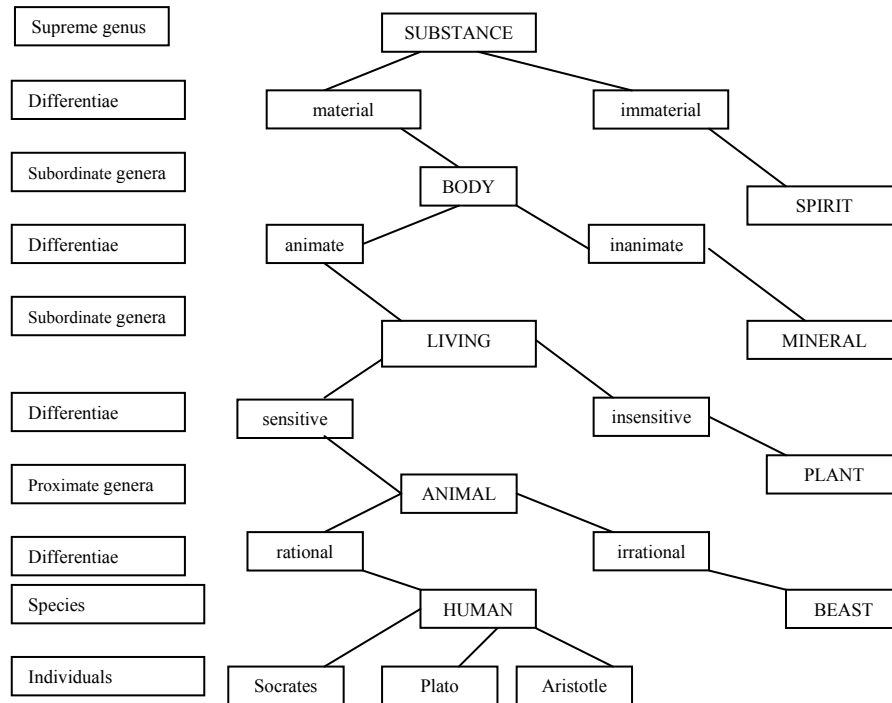 Supreme genus
SUBSTANCE
Differentiae
material
immaterial
Subordinate genera
BODY
SPIRIT
Differentiae
animate
inanimate
Subordinate genera
LIVING
MINERAL
Differentiae
sensitive
insensitive
Proximate genera
ANIMAL
PLANT
Differentiae
rational
irrational
Species
HUMAN
BEAST
Individuals
Socrates
Plato
Aristotle